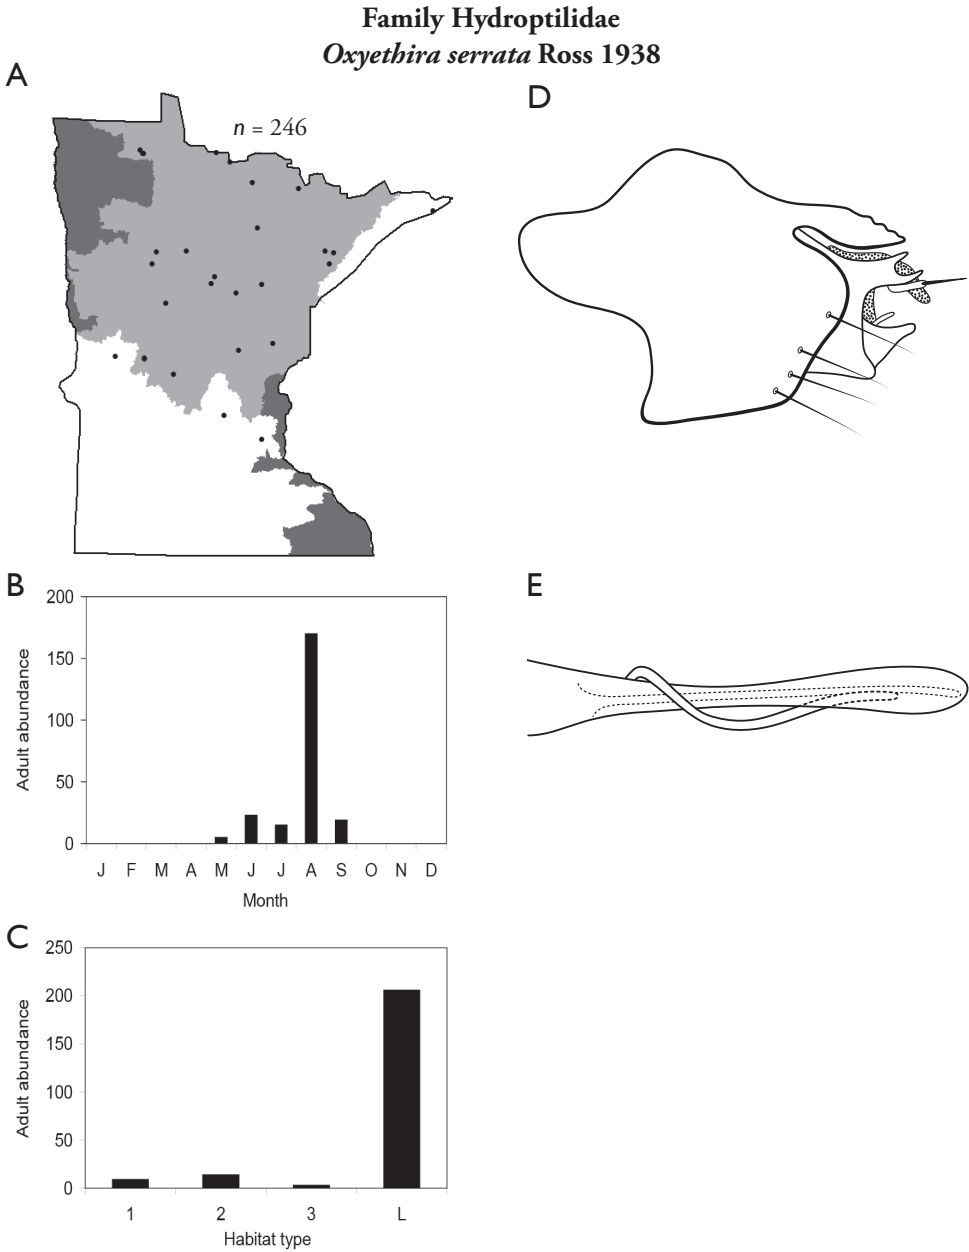 Family Hydroptilidae
Oxyethira serrata Ross 1938
A
n = 246
D
B
200
150
100
50
0
Adult abundance
J F M A M J J A S O N D
Month
E
C
250
200
150
100
50
0
Adult abundance
1 2 3 L
Habitat type